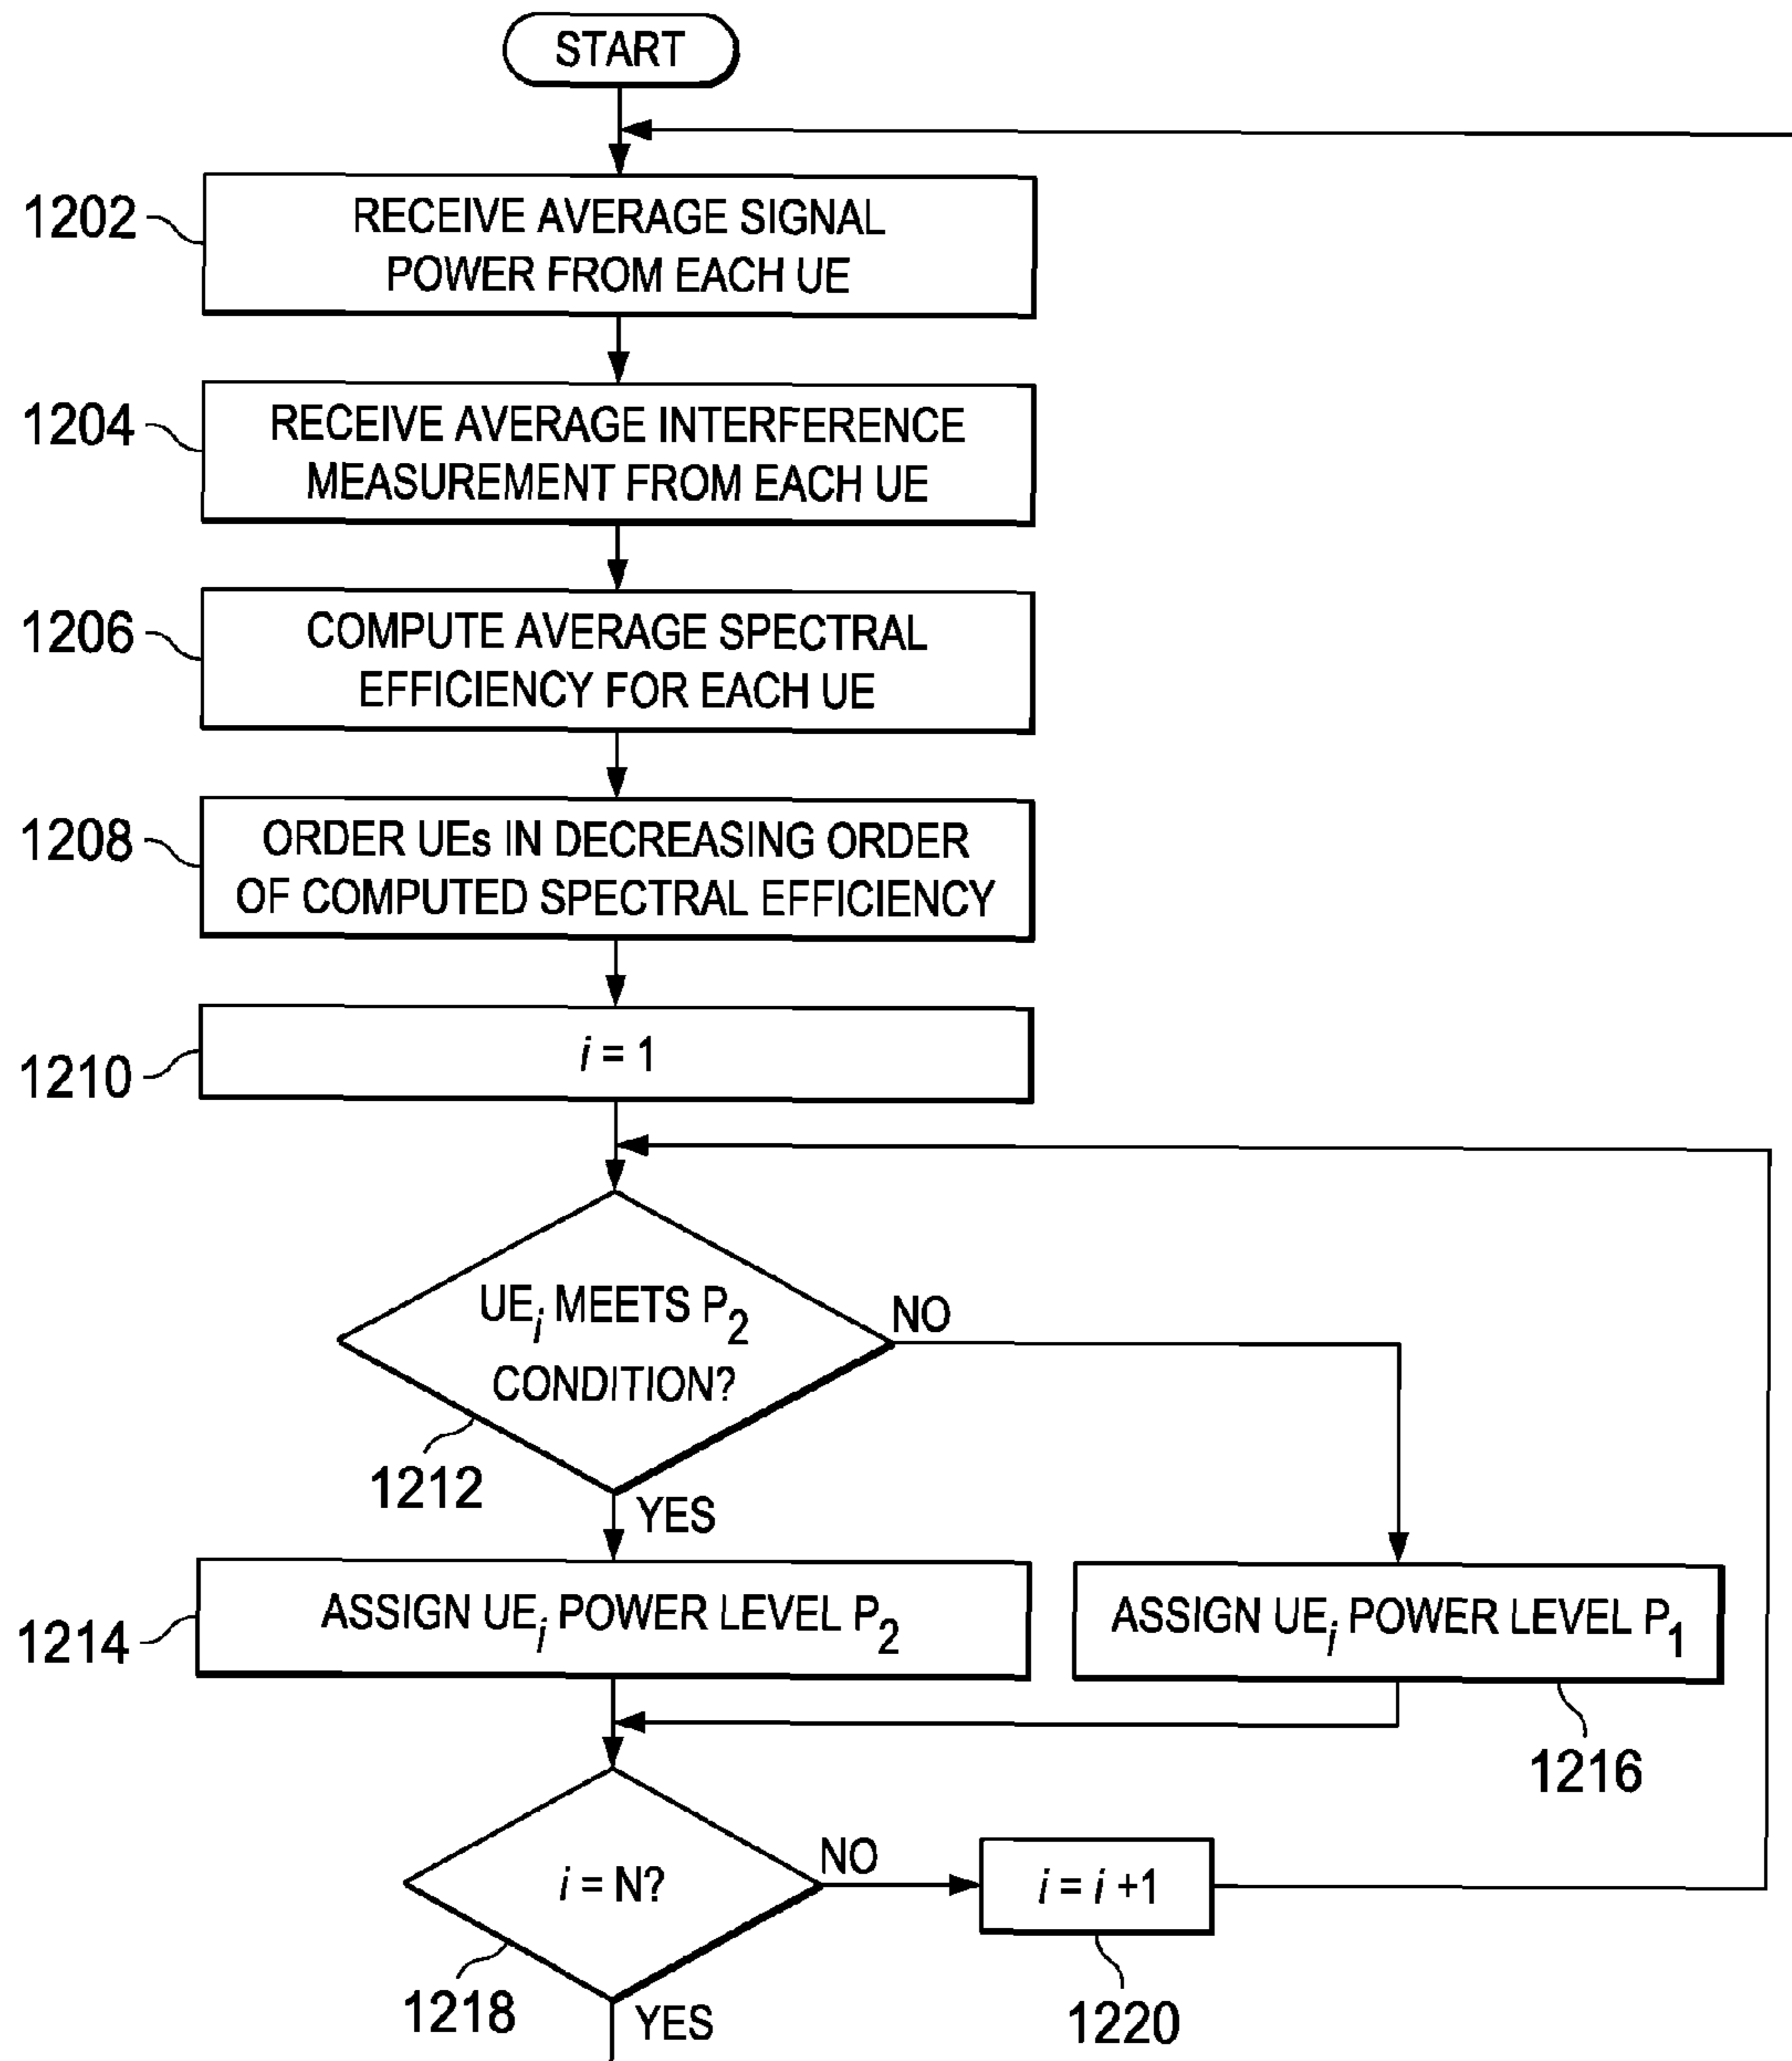 START
1202
RECEIVE AVERAGE SIGNAL
POWER FROM EACH UE
1204
RECEIVE AVERAGE INTERFERENCE
MEASUREMENT FROM EACH UE
1206
COMPUTE AVERAGE SPECTRAL
EFFICIENCY FOR EACH UE
1208
ORDER UEs IN DECREASING ORDER
OF COMPUTED SPECTRAL EFFICIENCY
1210
i = 1
UEi MEETS P2
CONDITION?
NO
1212
YES
1214
ASSIGN UEi POWER LEVEL P2
ASSIGN UEi POWER LEVEL P1
1216
i = N?
NO
i = i +1
1218
YES
1220